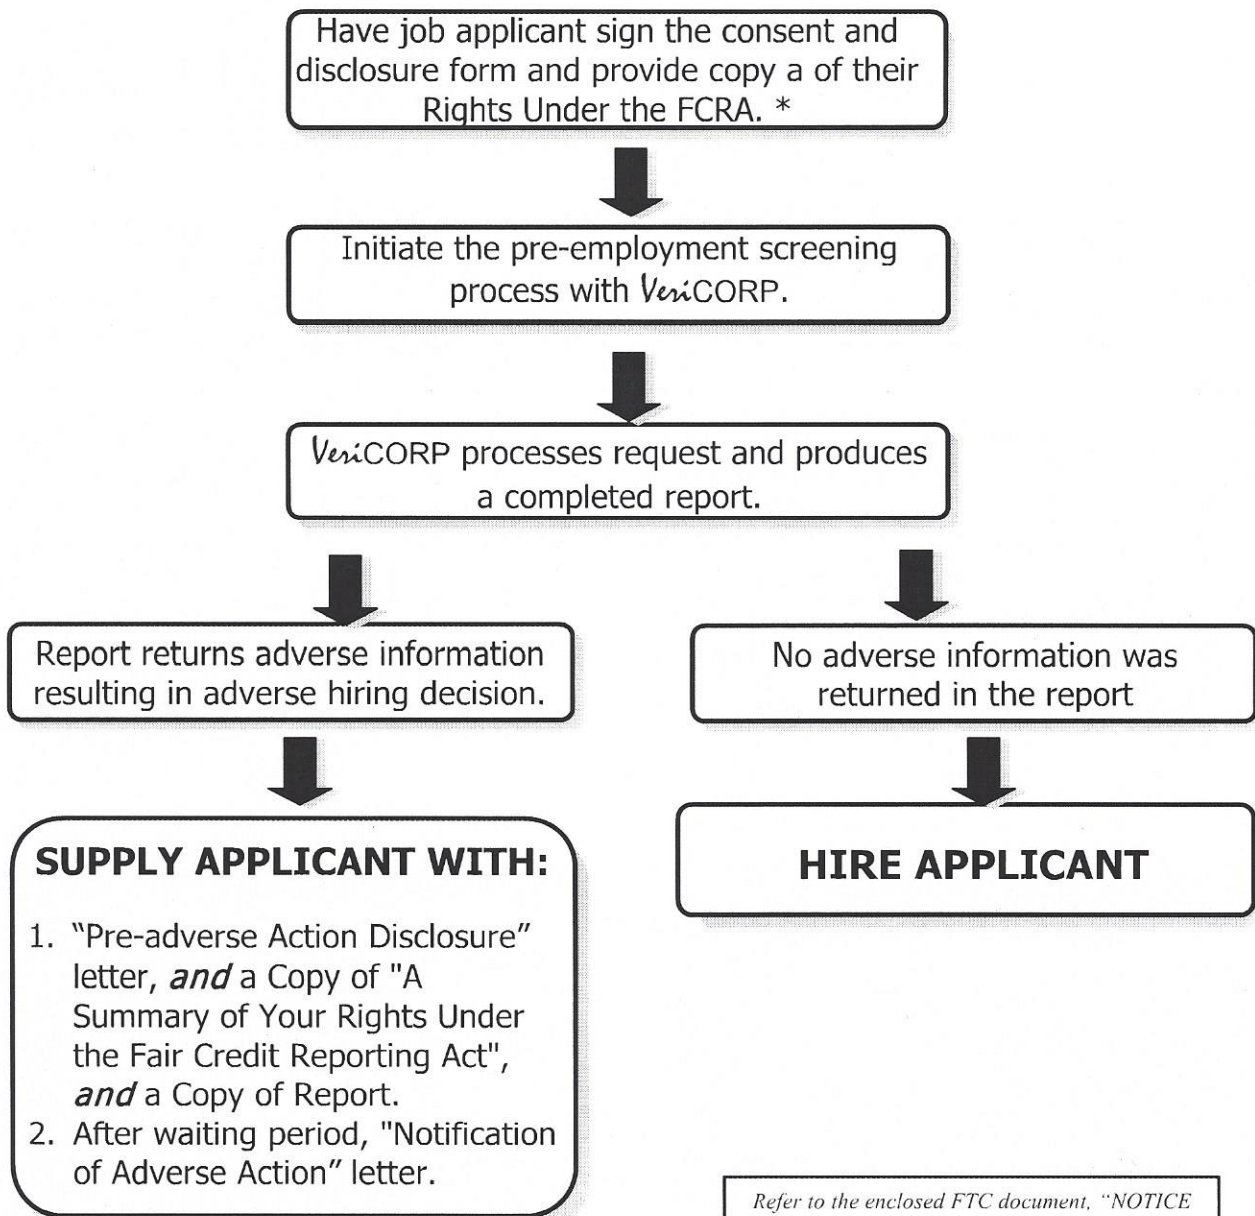 Have job applicant sign the consent and
disclosure form and provide copy a of their
Rights Under the FCRA. *
Initiate the pre-employment screening
process with VeriCORP.
VeriCORP processes request and produces
a completed report.
Report returns adverse information
resulting in adverse hiring decision.
No adverse information was
returned in the report
SUPPLY APPLICANT WITH:
1. “Pre-adverse Action Disclosure”
letter, and a Copy of "A
Summary of Your Rights Under
the Fair Credit Reporting Act",
and a Copy of Report.
2. After waiting period, "Notification
of Adverse Action” letter.
HIRE APPLICANT
Refer to the enclosed FTC document, “NOTICE